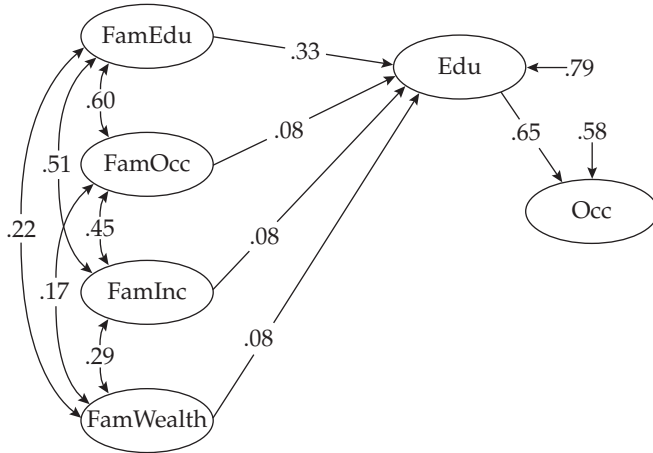 FamEdu
.33
Edu
.79
.60
.08
.65
.58
.51
FamOcc
.22
.45
Occ
.17
.08
FamInc
.29
.08
FamWealth